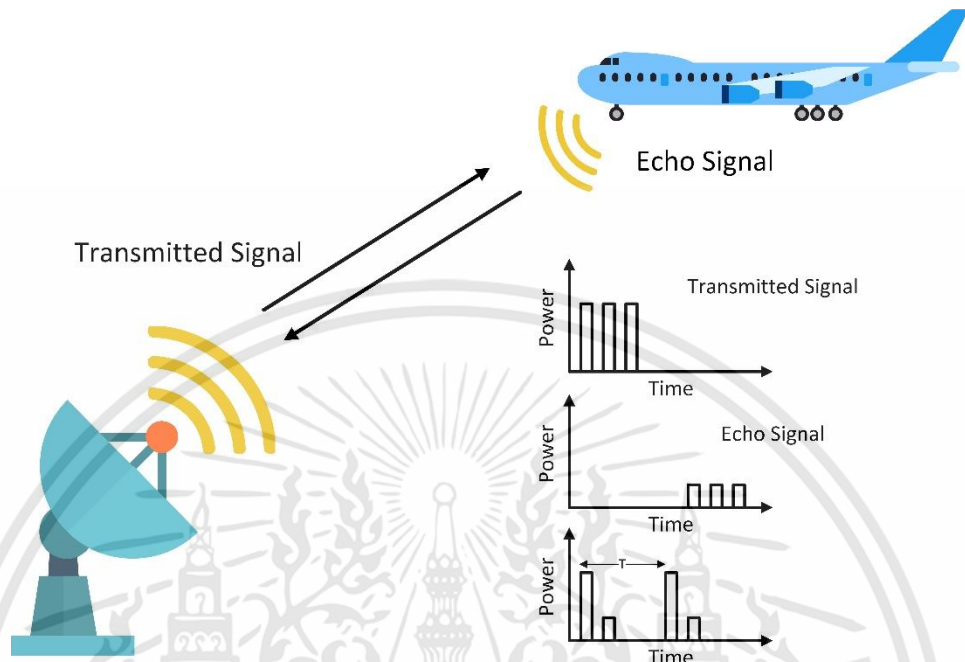 Echo Signal
Transmitted Signal
Power
Transmitted Signal
Time
Power
Echo Signal
Time
Power
T
Time